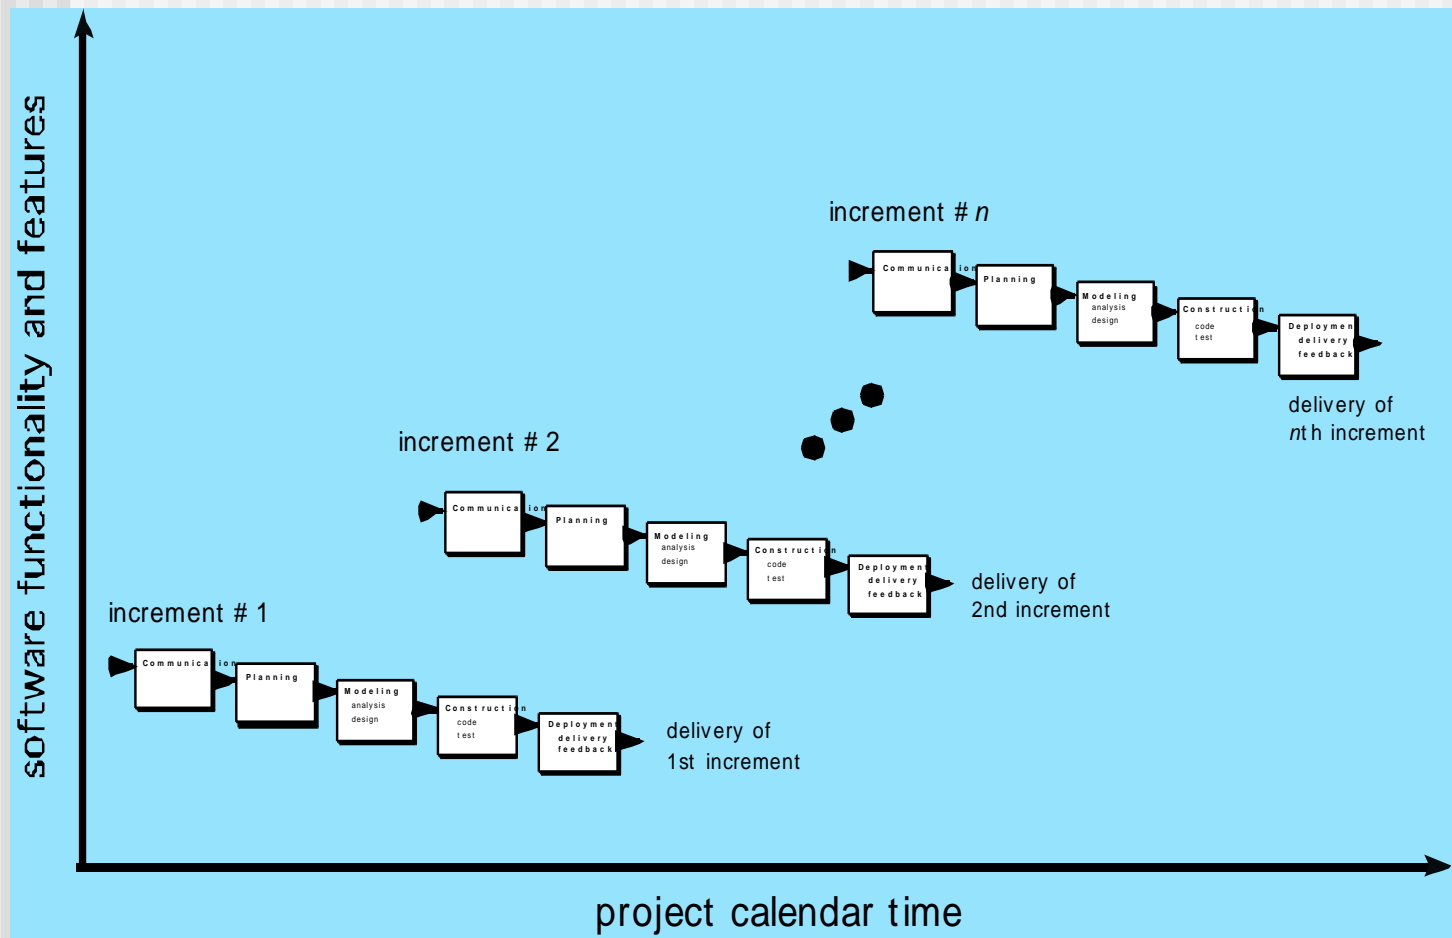 software functionality and features
increment # n
Communication
Planning
Modeling
analysis
design
Construction
code
test
Deployment
delivery
feedback
delivery of
nth increment
increment # 2
Communication
Planning
Modeling
analysis
design
Construction
code
test
Deployment
delivery
feedback
delivery of
2nd increment
increment # 1
Communication
Planning
Modeling
analysis
design
Construction
code
test
Deployment
delivery
feedback
delivery of
1st increment
project calendar time